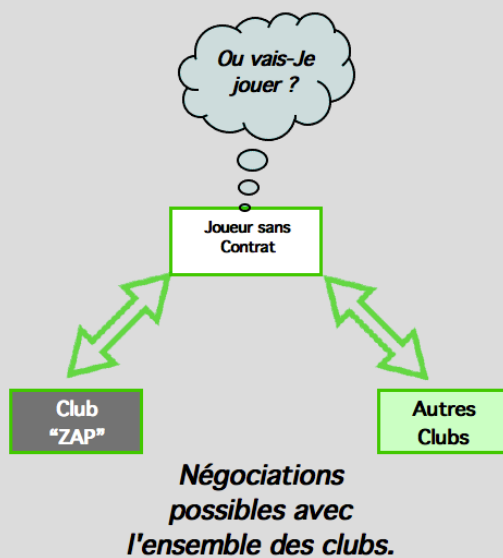 Ou vais-Je
jouer ?
Joueur sans
Contrat
Club
"ZAP"
Autres
Clubs
Négociations
possibles avec
l'ensemble des clubs.